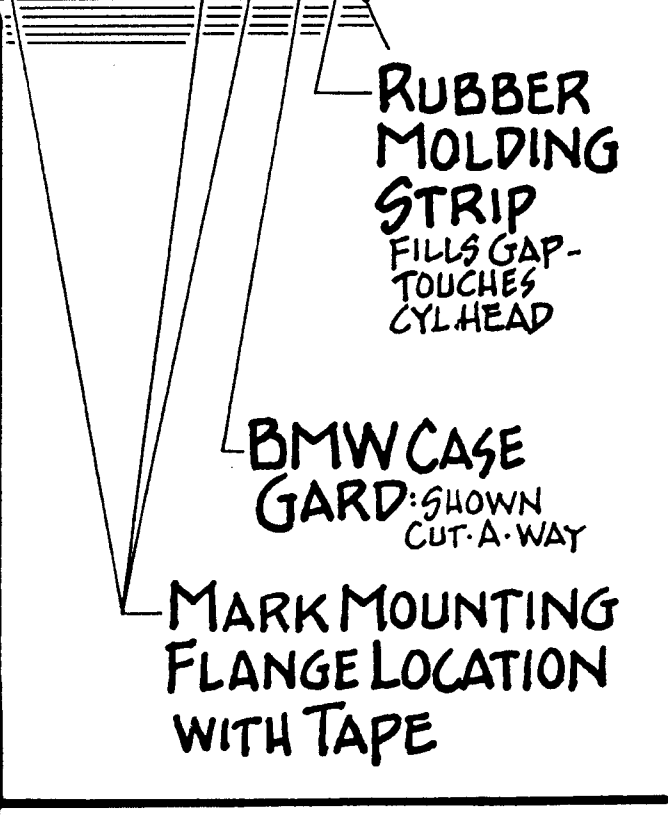 RUBBER
MOLDING
STRIP
FILLS GAP-
TOUCHES
CYL.HEAD
BMW CASE
GARD: SHOWN
CUT·A·WAY
MARK MOUNTING
FLANGE LOCATION
WITH TAPE